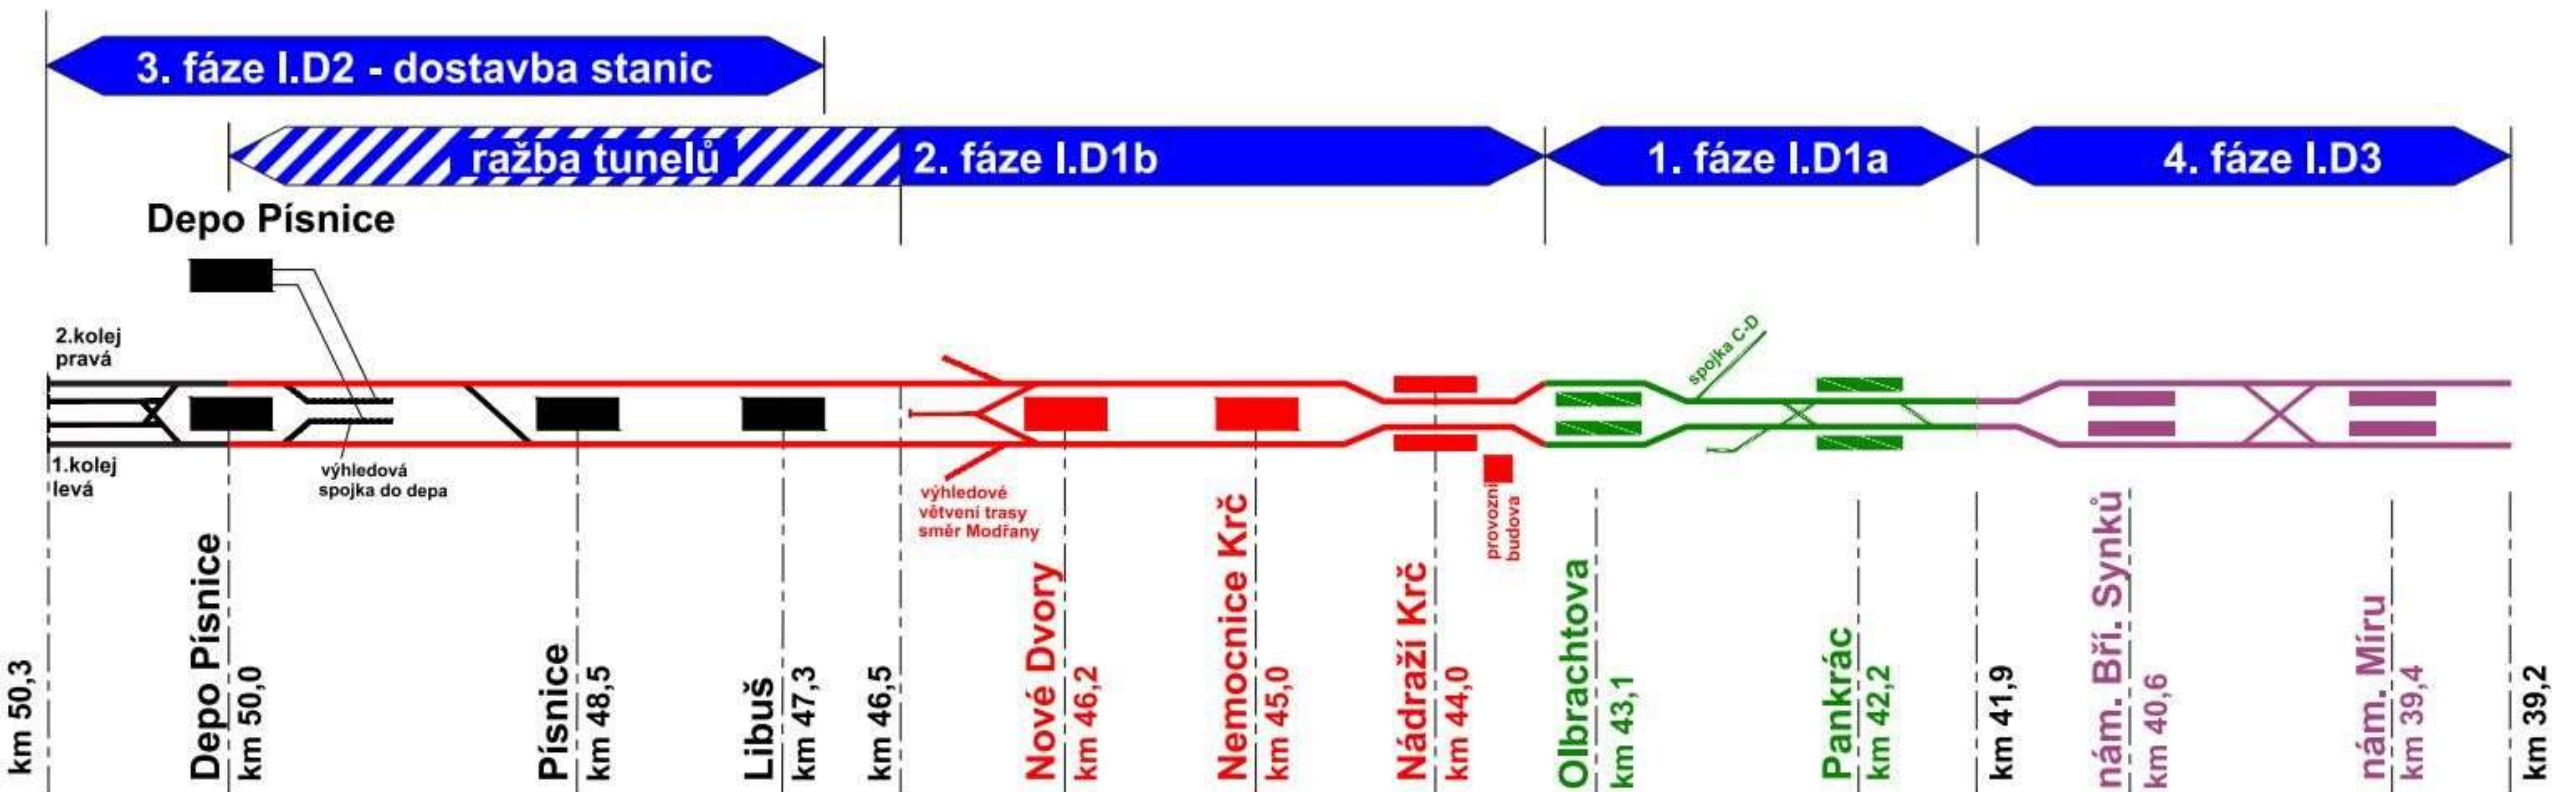 3. fáze I.D2 - dostavba stanic
ražba tunelů
2. fáze I.D1b
1. fáze I.D1a
4. fáze I.D3
Depo Písnice
2.kolej
pravá
1.kolej
levá
výhledová
spojka do depa
výhledové
větvení trasy
směr Modřany
provozní
budova
spojka C-D
km 50,3
Depo Písnice
km 50,0
Písnice
km 48,5
Libuš
km 47,3
km 46,5
Nové Dvory
km 46,2
Nemocnice Krč
km 45,0
Nádraží Krč
km 44,0
Olbrachtova
km 43,1
Pankrác
km 42,2
km 41,9
nám. Bří. Synků
km 40,6
nám. Míru
km 39,4
km 39,2